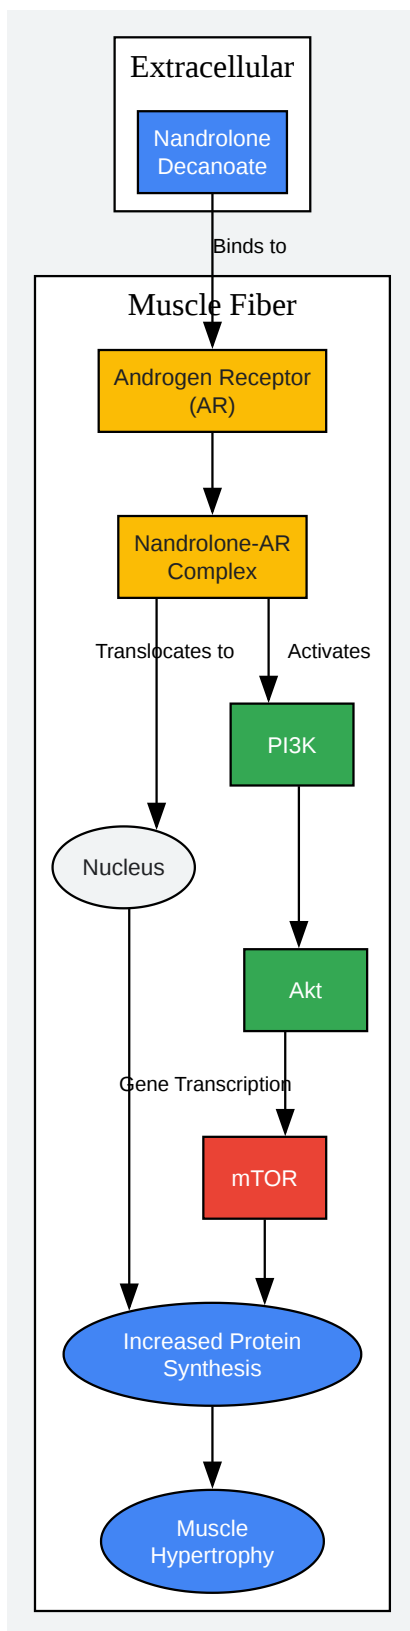 Extracellular
Nandrolone
Decanoate
Binds to
Muscle Fiber
Androgen Receptor
(AR)
Nandrolone-AR
Complex
Translocates to
Activates
PI3K
Nucleus
Akt
Gene Transcription
mTOR
Increased Protein
Synthesis
Muscle
Hypertrophy